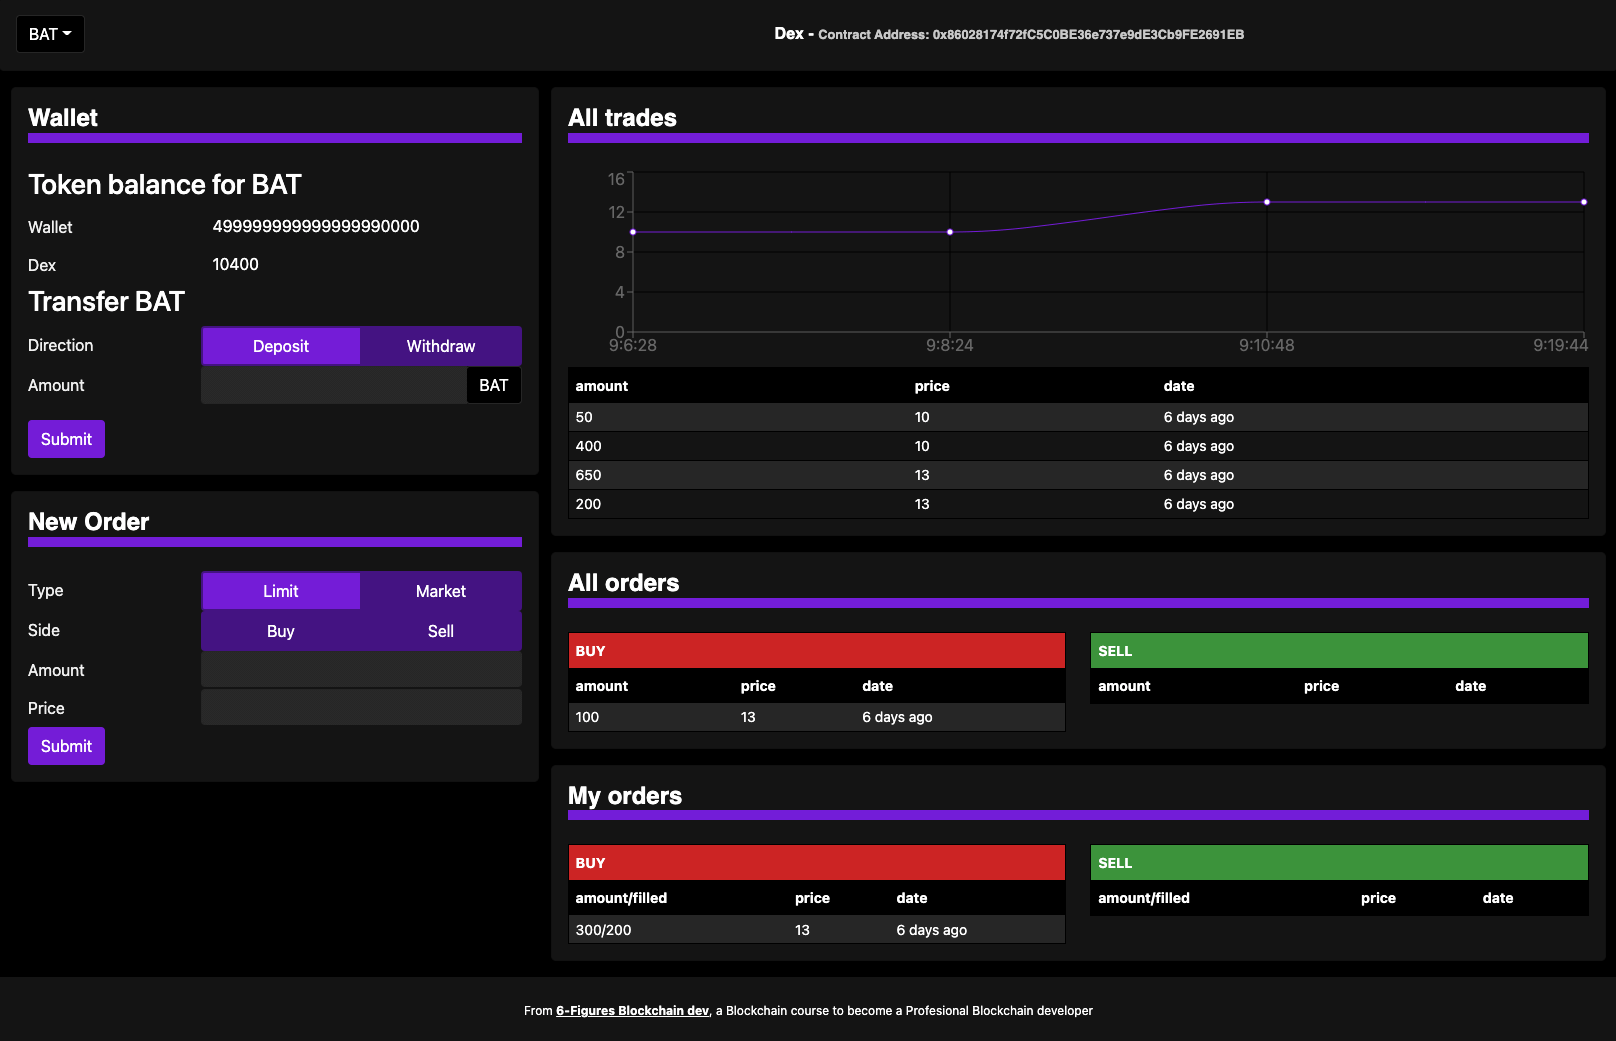 BAT
Dex - Contract Address: 0x86028174f72fC5C0BE36e737e9dE3Cb9FE2691EB
Wallet
Token balance for BAT
Wallet 499999999999999990000
Dex 10400
Transfer BAT
Direction Deposit Withdraw
Amount BAT
Submit
New Order
Type Limit Market
Side Buy Sell
Amount
Price
Submit
All trades
16
12
8
4
0
9:6:28 9:8:24 9:10:48 9:19:44
amount price date
50 10 6 days ago
400 10 6 days ago
650 13 6 days ago
200 13 6 days ago
All orders
BUY
amount price date
100 13 6 days ago
SELL
amount price date
My orders
BUY
amount/filled price date
300/200 13 6 days ago
SELL
amount/filled price date
From 6-Figures Blockchain dev, a Blockchain course to become a Profesional Blockchain developer